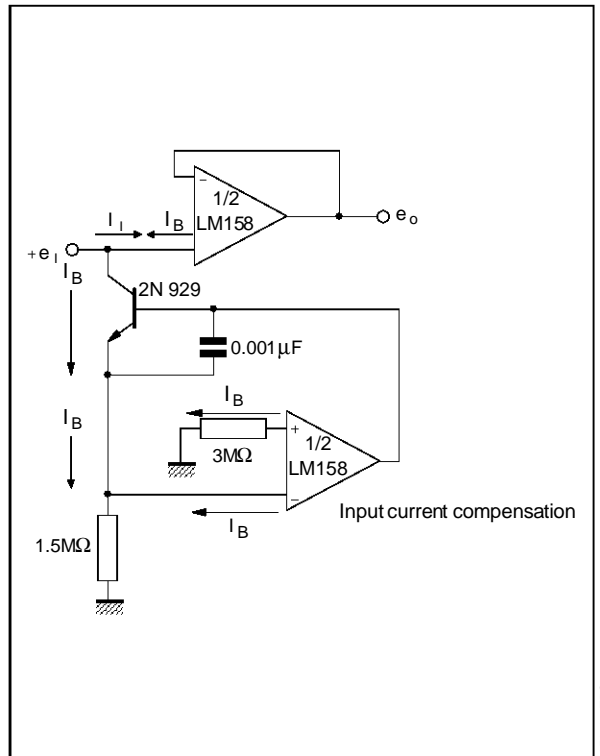 1/2
LM158
I I
I B
e o
+e I
I B
2N 929
0.001µF
I B
I B
1/2
LM158
3MΩ
I B
Input current compensation
1.5MΩ
−
+
−